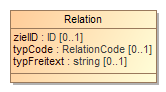 Relation
zielID : ID [0..1]
typCode : RelationCode [0..1]
typFreitext : string [0..1]